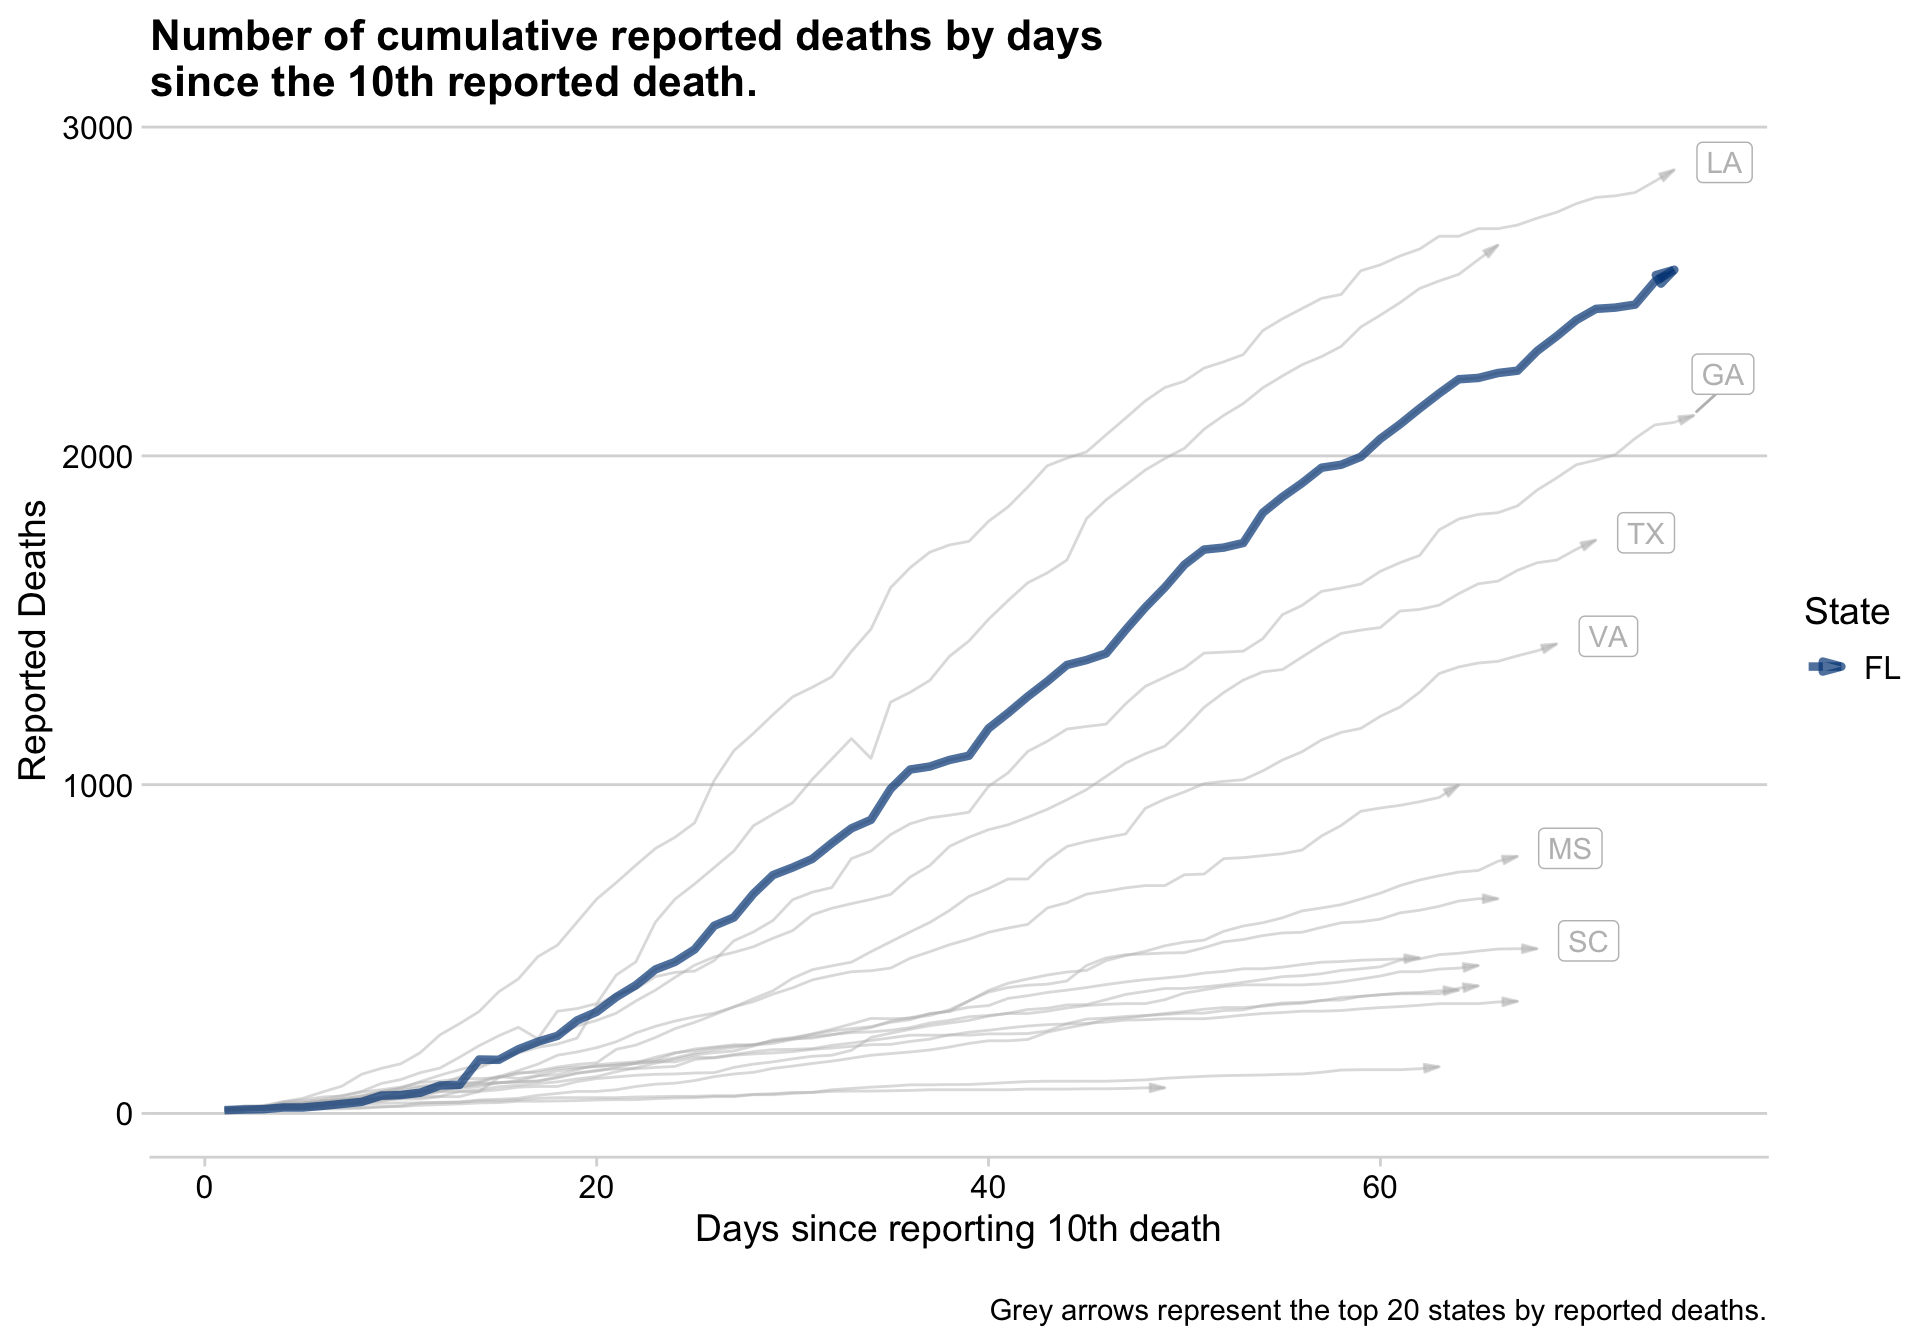 Number of cumulative reported deaths by days
since the 10th reported death.
3000
2000
1000
0
Reported Deaths
LA
GA
TX
VA
MS
SC
State
FL
0
20
40
60
Days since reporting 10th death
Grey arrows represent the top 20 states by reported deaths.